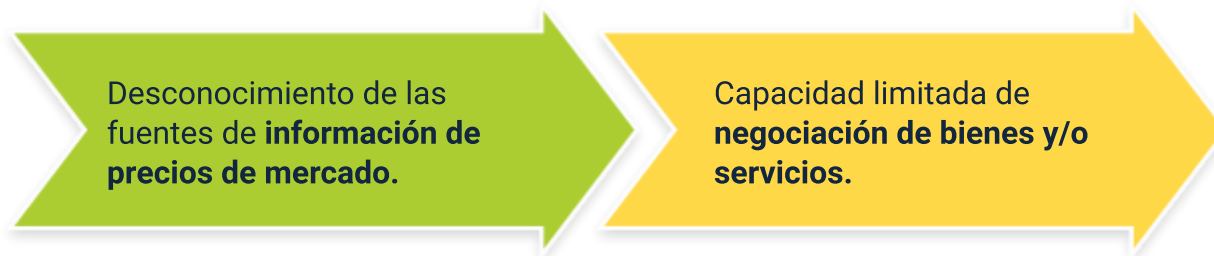 Desconocimiento de las
fuentes de información de
precios de mercado.
Capacidad limitada de
negociación de bienes y/o
servicios.